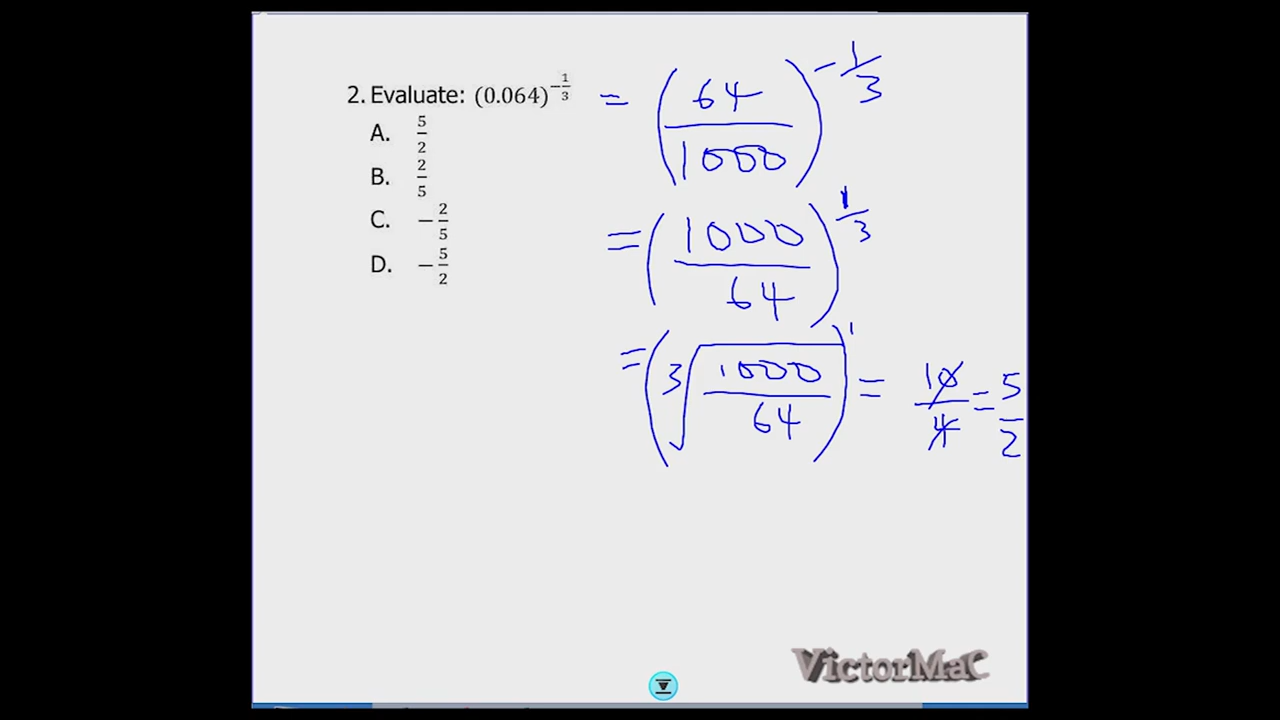 2. Evaluate: (0.064)^{-1/3} = (64/1000)^{-1/3}
A. 5/2
B. 2/5
C. -2/5
D. -5/2
= (1000/64)^{1/3}
= (∛(1000/64))^1 = 10/4 = 5/2
VictorMac